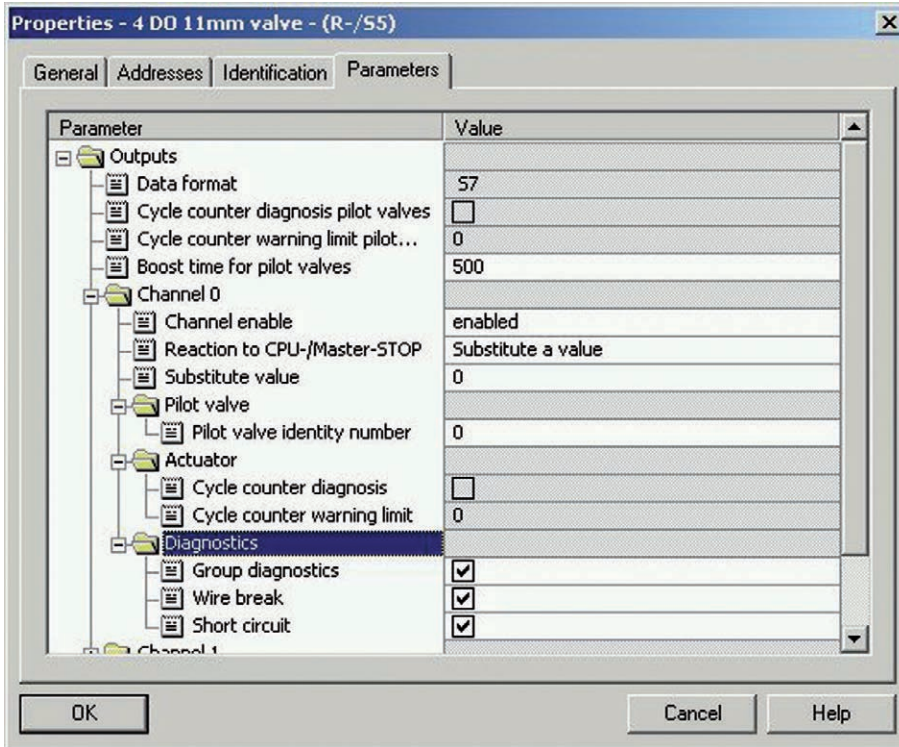 Properties - 4 DO 11mm valve - (R-/S5)
General Addresses Identification Parameters
Parameter Value
Outputs
Data format S7
Cycle counter diagnosis pilot valves
Cycle counter warning limit pilot... 0
Boost time for pilot valves 500
Channel 0
Channel enable enabled
Reaction to CPU-/Master-STOP Substitute a value
Substitute value 0
Pilot valve
Pilot valve identity number 0
Actuator
Cycle counter diagnosis
Cycle counter warning limit 0
Diagnostics
Group diagnostics
Wire break
Short circuit
Channel 1
OK Cancel Help